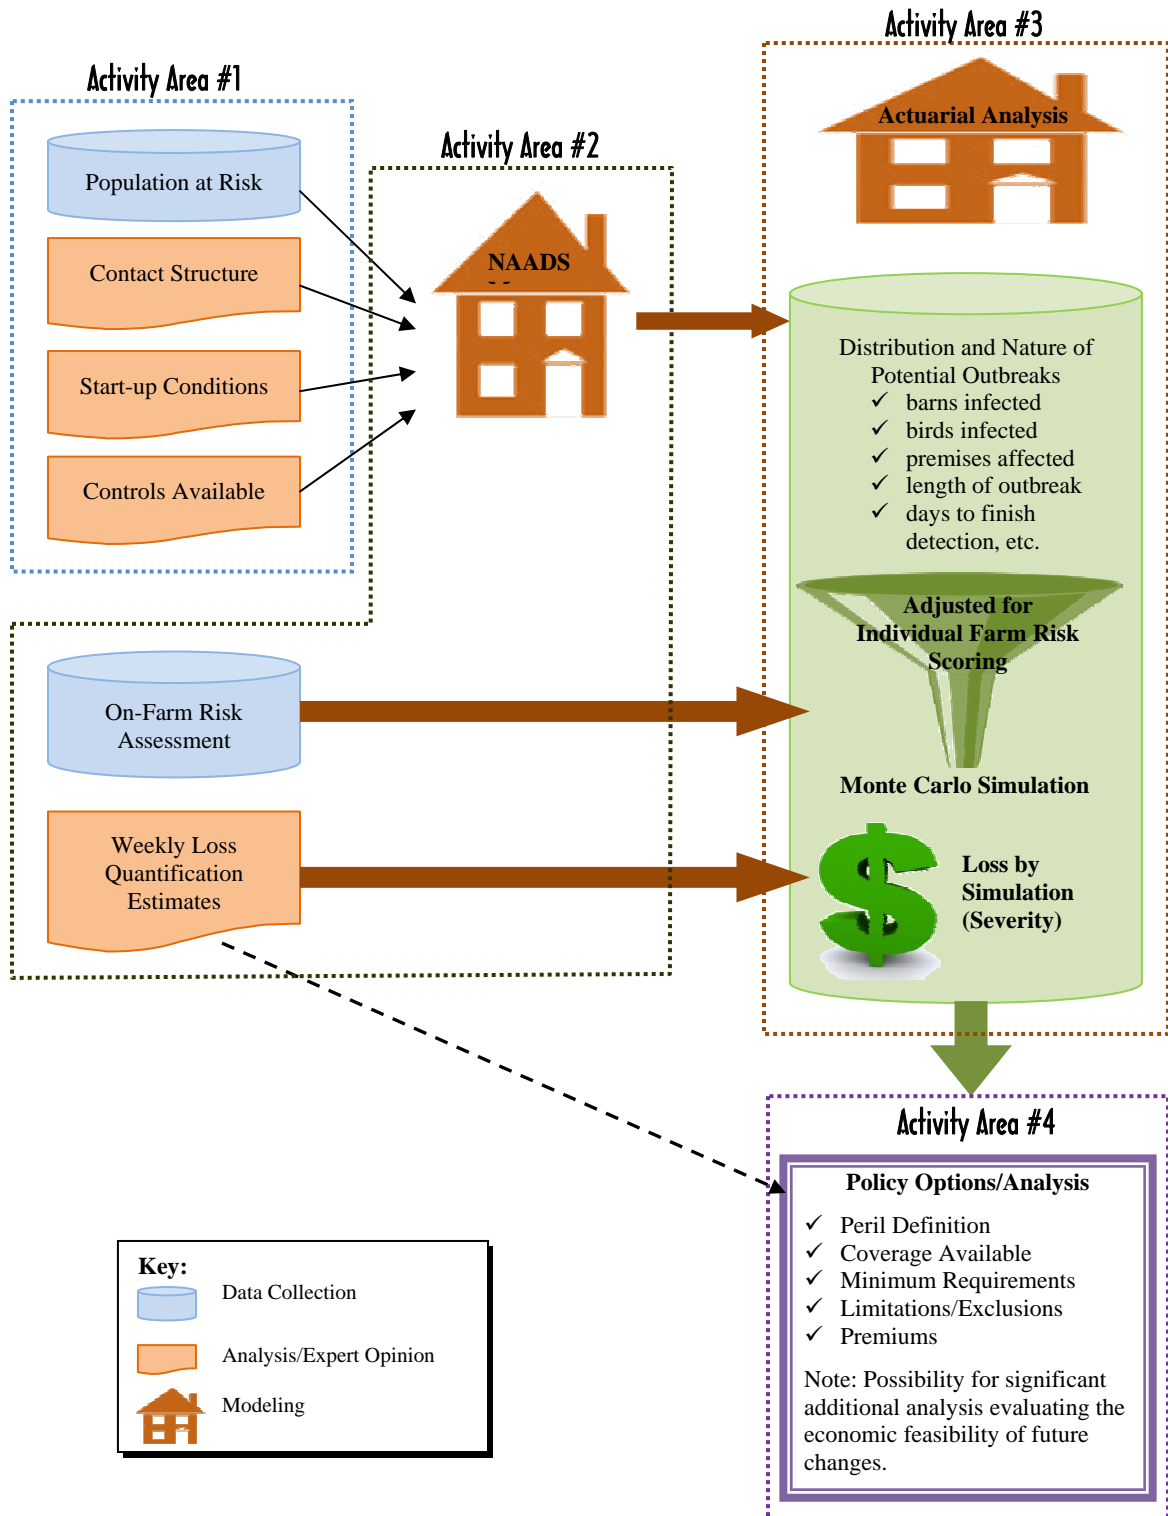 Activity Area #1
Population at Risk
Contact Structure
Start-up Conditions
Controls Available
Activity Area #2
NAADS
On-Farm Risk
Assessment
Weekly Loss
Quantification
Estimates
Activity Area #3
Actuarial Analysis
Distribution and Nature of
Potential Outbreaks
✓ barns infected
✓ birds infected
✓ premises affected
✓ length of outbreak
✓ days to finish
detection, etc.
Adjusted for
Individual Farm Risk
Scoring
Monte Carlo Simulation
$
Loss by
Simulation
(Severity)
Activity Area #4
Policy Options/Analysis
✓ Peril Definition
✓ Coverage Available
✓ Minimum Requirements
✓ Limitations/Exclusions
✓ Premiums
Note: Possibility for significant
additional analysis evaluating the
economic feasibility of future
changes.
Key:
Data Collection
Analysis/Expert Opinion
Modeling